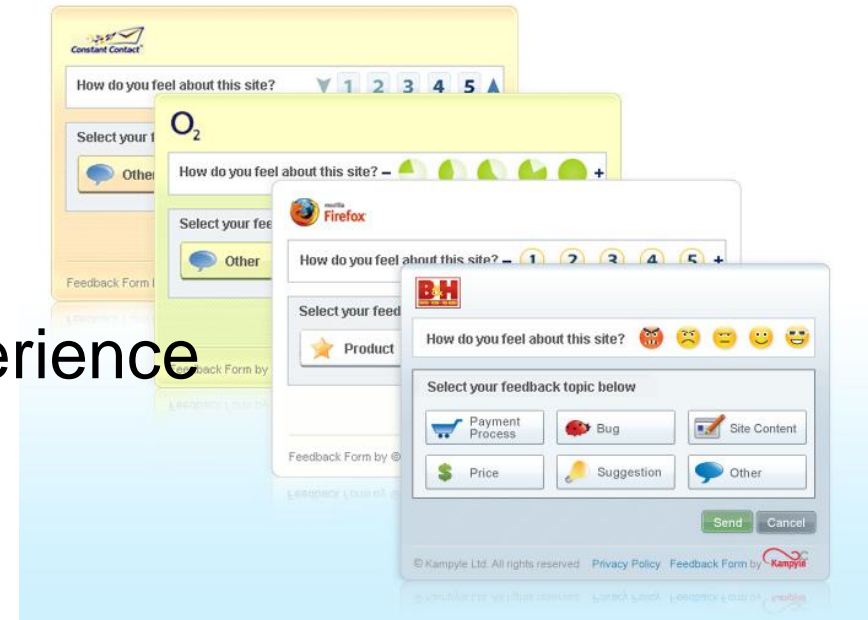 Constant Contact
How do you feel about this site? 1 2 3 4 5
Select your f
Other
Feedback Form
O2
How do you feel about this site? – +
Select your fee
Other
Feedback Form by
mozilla
Firefox
How do you feel about this site? – 1 2 3 4 5 +
Select your feed
Product
Feedback Form by ©
erience
B&H
How do you feel about this site?
Select your feedback topic below
Payment
Process
Bug
Site Content
Price
Suggestion
Other
Send Cancel
© Kampyle Ltd. All rights reserved Privacy Policy Feedback Form by Kampyle